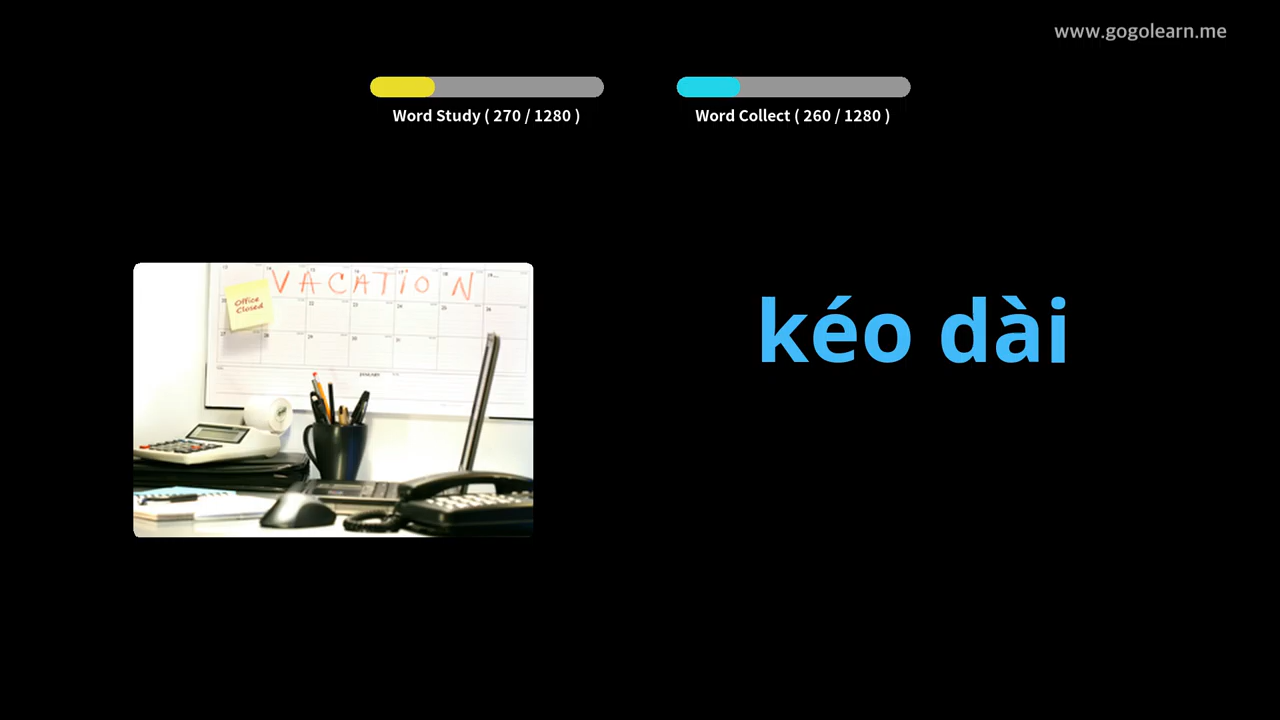 www.gogolearn.me
Word Study ( 270 / 1280 )
Word Collect ( 260 / 1280 )
VACATION
Office
Closed
kéo dài